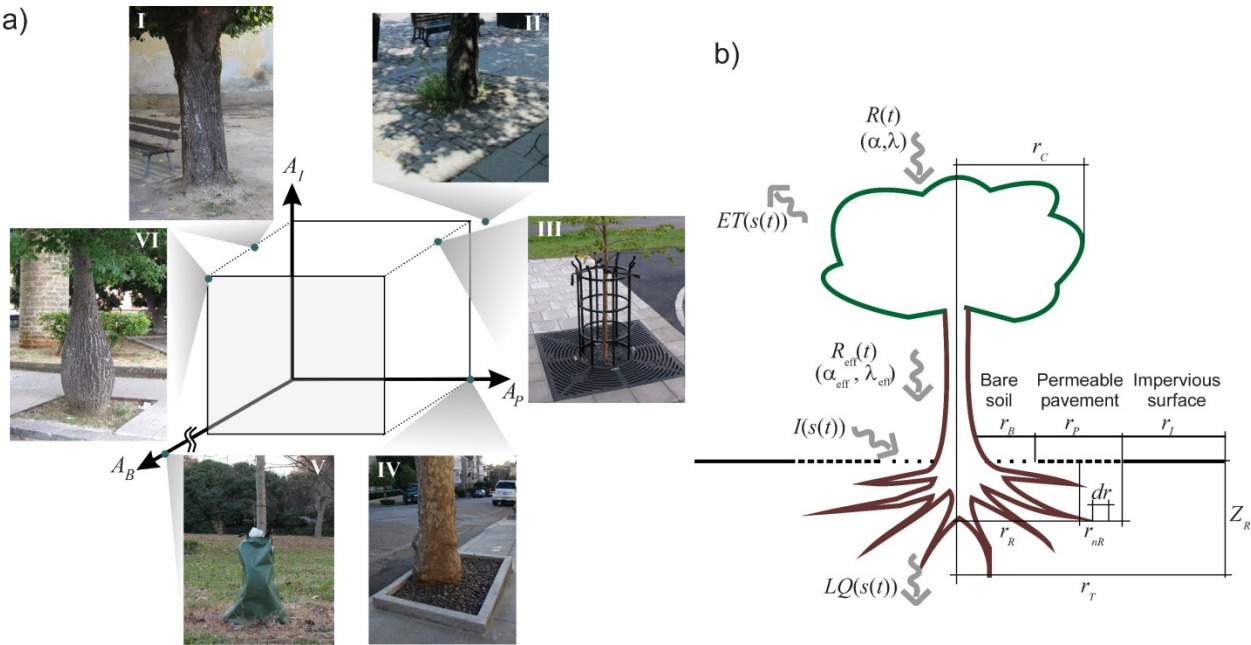 a)
I
II
III
VI
V
IV
A_I
A_P
A_B
b)
R(t)
(α,λ)
r_C
ET(s(t))
R_eff(t)
(α_eff, λ_eff)
I(s(t))
Bare soil
Permeable pavement
Impervious surface
r_B
r_P
r_I
dr
Z_R
r_R
r_nR
LQ(s(t))
r_T